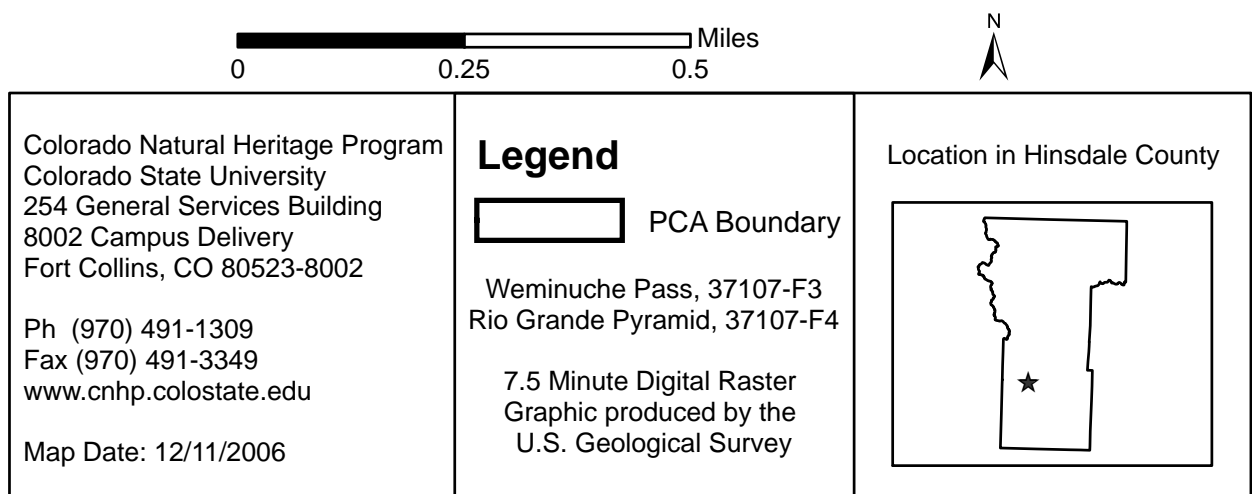 Miles
0 0.25 0.5
N
Colorado Natural Heritage Program
Colorado State University
254 General Services Building
8002 Campus Delivery
Fort Collins, CO 80523-8002
Ph (970) 491-1309
Fax (970) 491-3349
www.cnhp.colostate.edu
Map Date: 12/11/2006
Legend
PCA Boundary
Weminuche Pass, 37107-F3
Rio Grande Pyramid, 37107-F4
7.5 Minute Digital Raster
Graphic produced by the
U.S. Geological Survey
Location in Hinsdale County